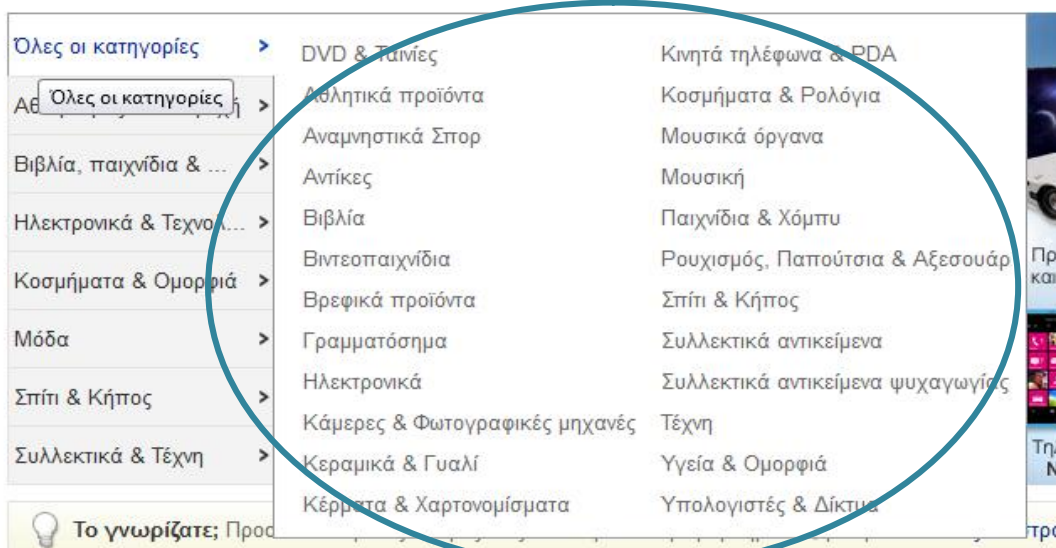 Όλες οι κατηγορίες
Όλες οι κατηγορίες
Βιβλία, παιχνίδια & ...
Ηλεκτρονικά & Τεχνολ...
Κοσμήματα & Ομορφιά
Μόδα
Σπίτι & Κήπος
Συλλεκτικά & Τέχνη
DVD & Ταινίες
Αθλητικά προϊόντα
Αναμνηστικά Σπορ
Αντίκες
Βιβλία
Βιντεοπαιχνίδια
Βρεφικά προϊόντα
Γραμματόσημα
Ηλεκτρονικά
Κάμερες & Φωτογραφικές μηχανές
Κεραμικά & Γυαλί
Κέρματα & Χαρτονομίσματα
Κινητά τηλέφωνα & PDA
Κοσμήματα & Ρολόγια
Μουσικά όργανα
Μουσική
Παιχνίδια & Χόμπυ
Ρουχισμός, Παπούτσια & Αξεσουάρ
Σπίτι & Κήπος
Συλλεκτικά αντικείμενα
Συλλεκτικά αντικείμενα ψυχαγωγίας
Τέχνη
Υγεία & Ομορφιά
Υπολογιστές & Δίκτυα
και
Το γνωρίζατε;